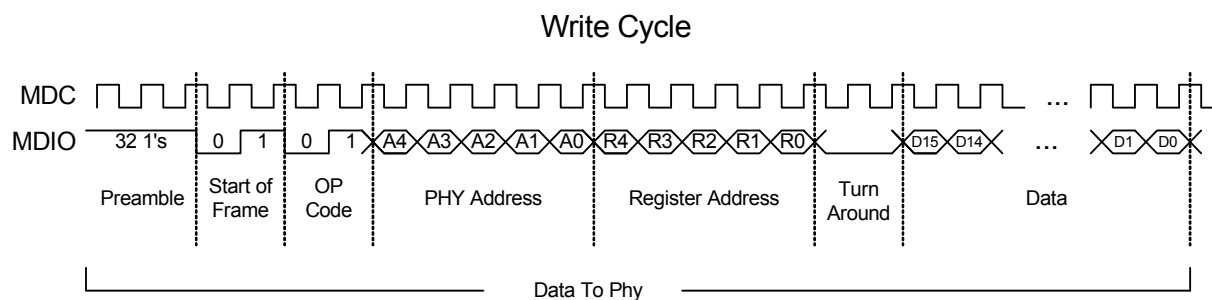 Write Cycle
MDC ...
MDIO 32 1's 0 1 0 1 A4 A3 A2 A1 A0 R4 R3 R2 R1 R0 D15 D14 ... D1 D0
Preamble Start of Frame OP Code PHY Address Register Address Turn Around Data
Data To Phy